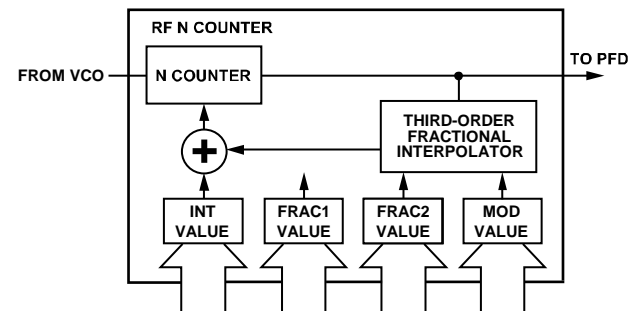 RF N COUNTER
FROM VCO
N COUNTER
TO PFD
THIRD-ORDER
FRACTIONAL
INTERPOLATOR
INT
VALUE
FRAC1
VALUE
FRAC2
VALUE
MOD
VALUE